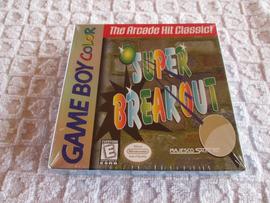 The Arcade Hit Classic!
GAME BOY COLOR
SUPER
BREAKOUT
E
MAJESCO